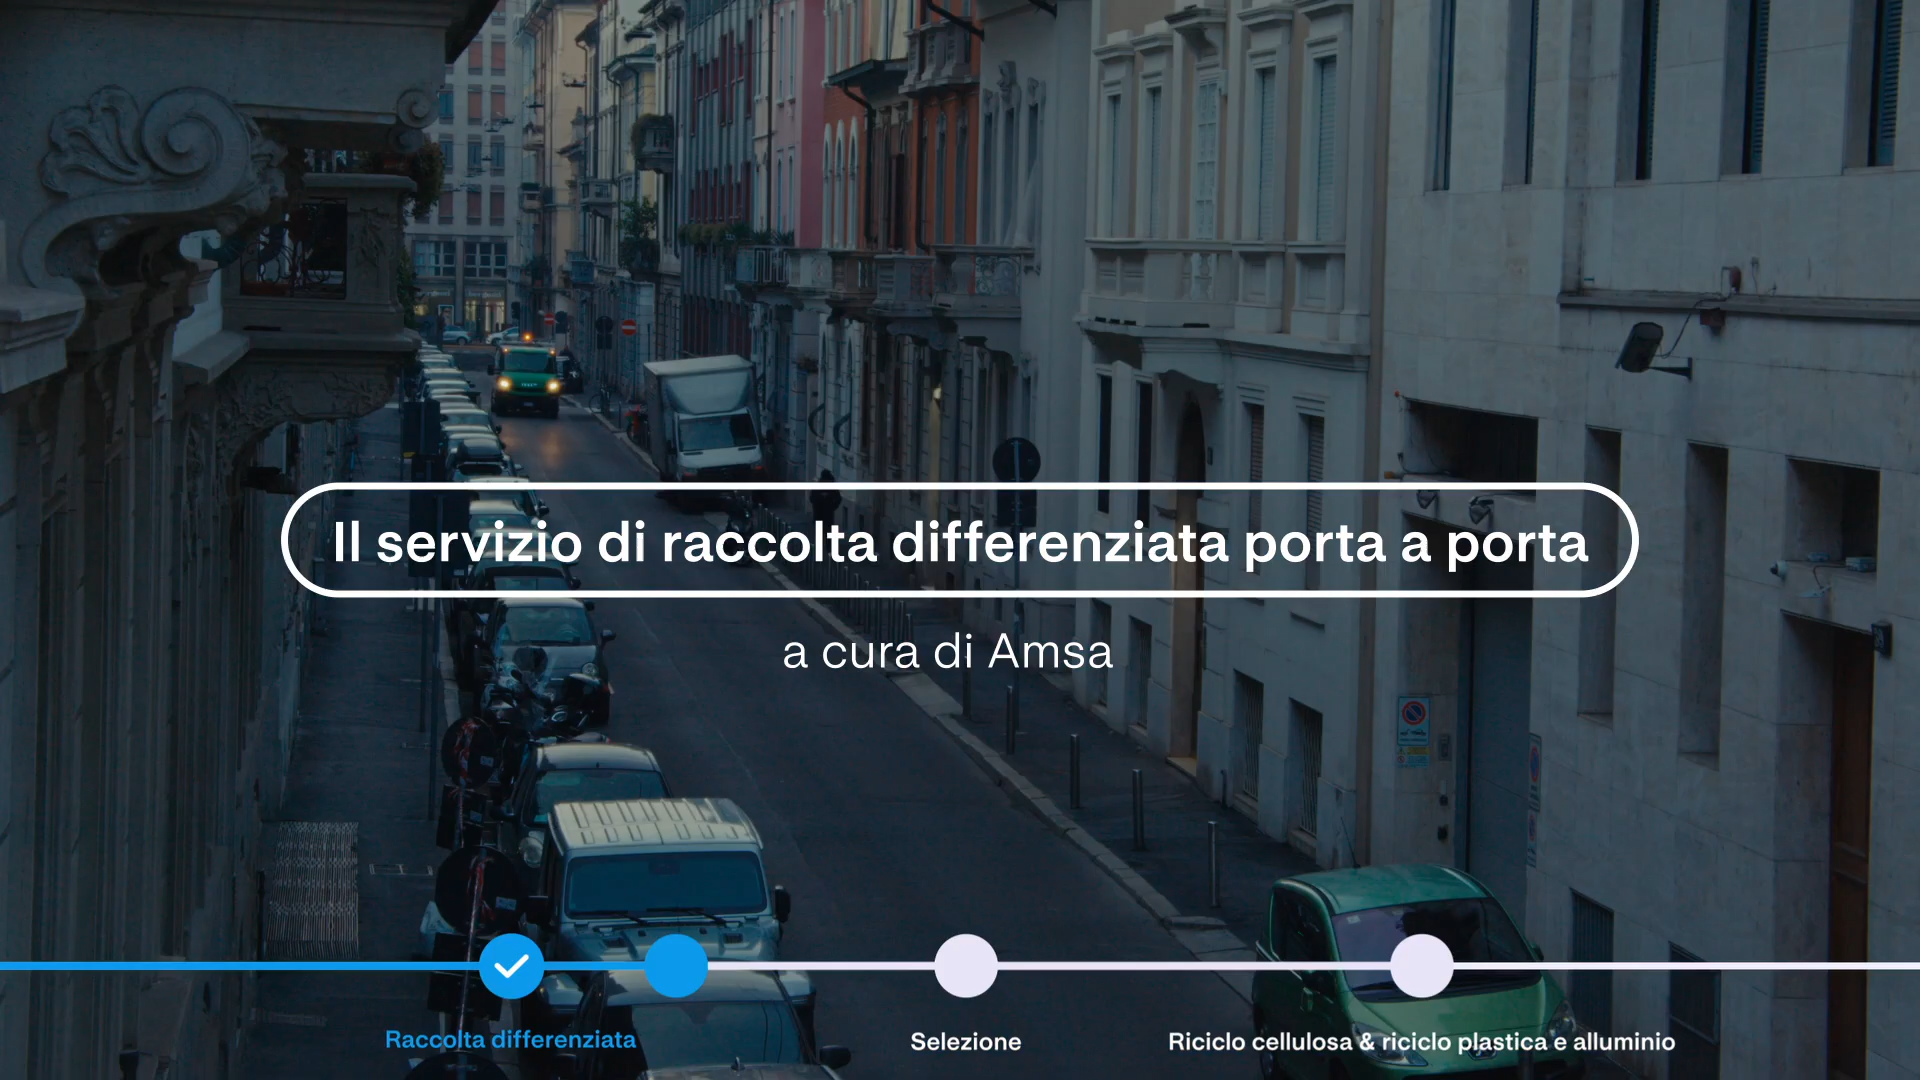 Il servizio di raccolta differenziata porta a porta
a cura di Amsa
Raccolta differenziata
Selezione
Riciclo cellulosa & riciclo plastica e alluminio